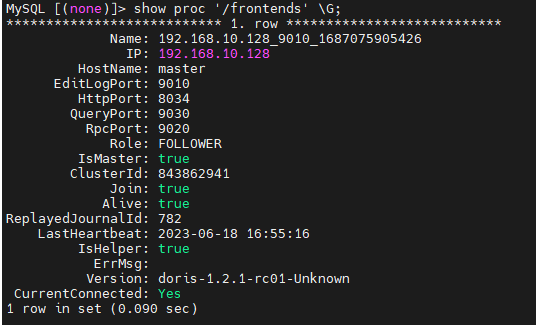 MySQL [(none)]> show proc '/frontends' \G;
*************************** 1. row ***************************
Name: 192.168.10.128_9010_1687075905426
IP: 192.168.10.128
HostName: master
EditLogPort: 9010
HttpPort: 8034
QueryPort: 9030
RpcPort: 9020
Role: FOLLOWER
IsMaster: true
ClusterId: 843862941
Join: true
Alive: true
ReplayedJournalId: 782
LastHeartbeat: 2023-06-18 16:55:16
IsHelper: true
ErrMsg:
Version: doris-1.2.1-rc01-Unknown
CurrentConnected: Yes
1 row in set (0.090 sec)